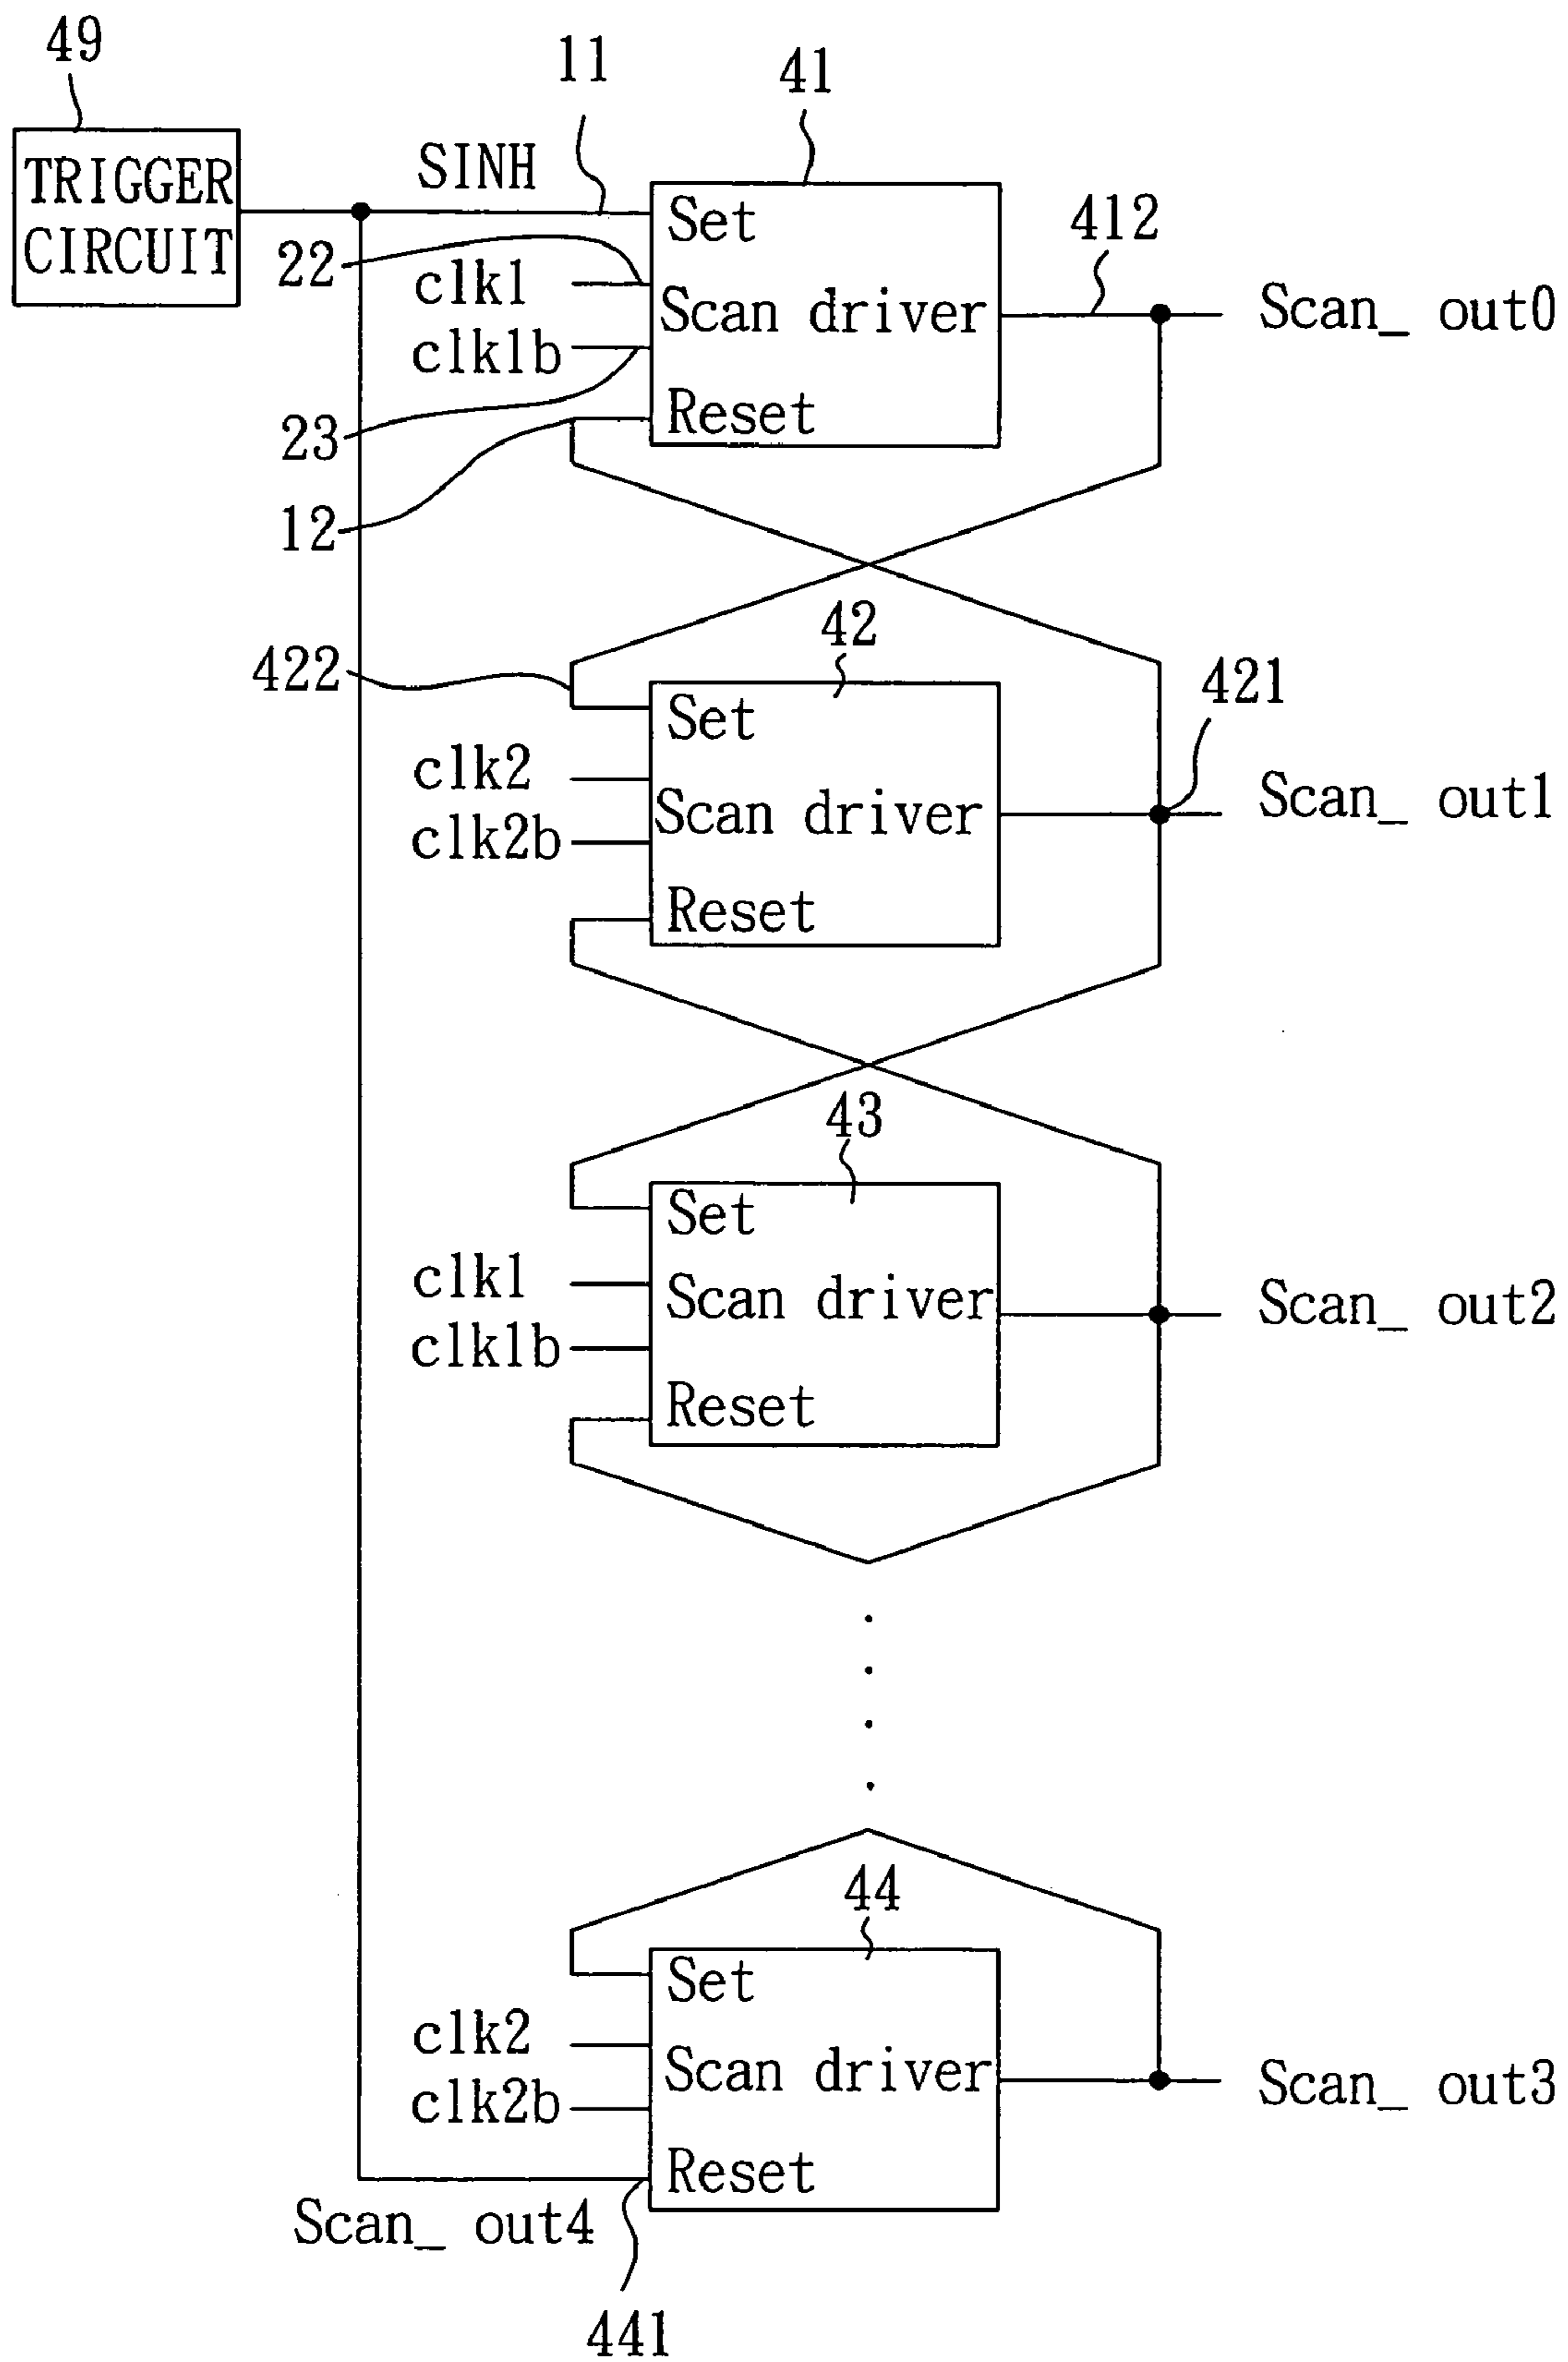 49
TRIGGER
CIRCUIT
11
SINH
41
Set
22
clk1
Scan driver
clk1b
23
Reset
12
412
Scan_ out0
42
422
Set
421
clk2
Scan driver
Scan_ out1
clk2b
Reset
43
Set
clk1
Scan driver
Scan_ out2
clk1b
Reset
44
Set
clk2
Scan driver
Scan_ out3
clk2b
Reset
Scan_ out4
441